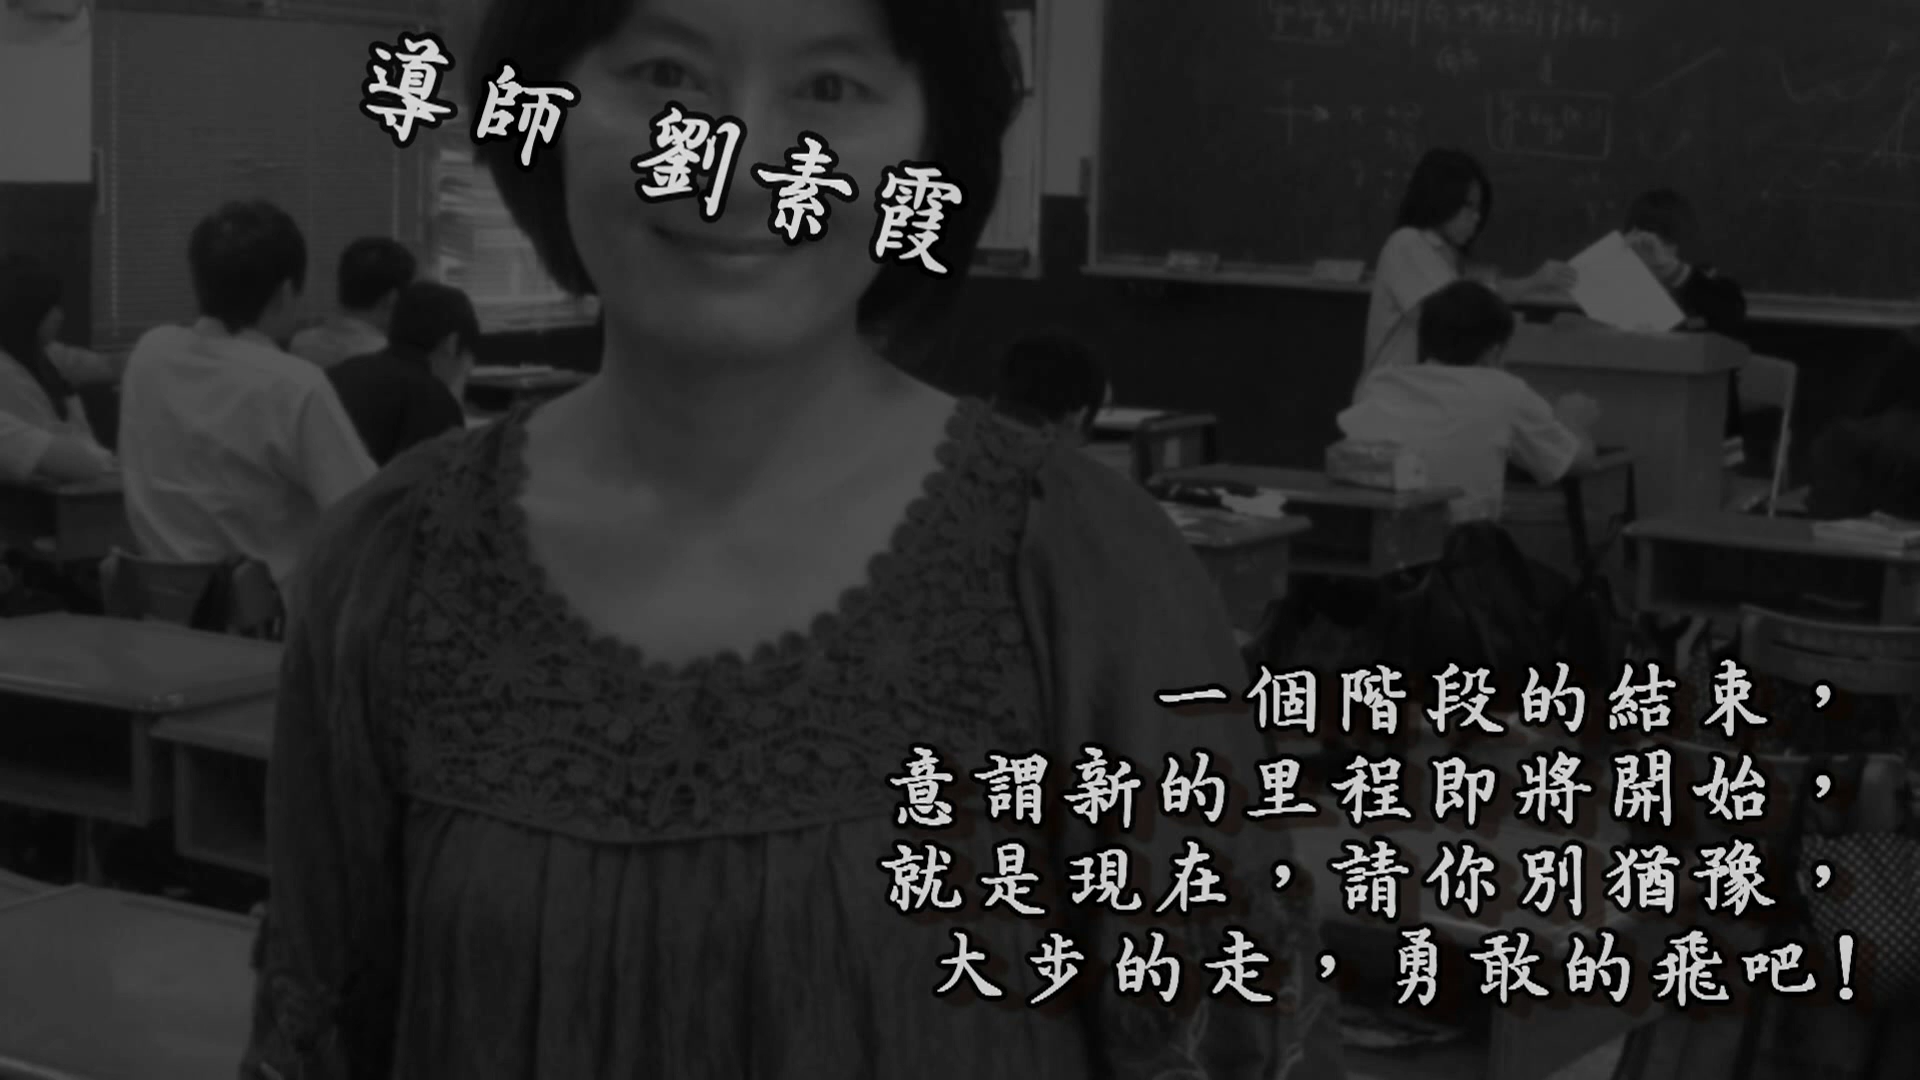 導師 劉素霞
一個階段的結束，
意謂新的里程即將開始，
就是現在，請你別猶豫，
大步的走，勇敢的飛吧！